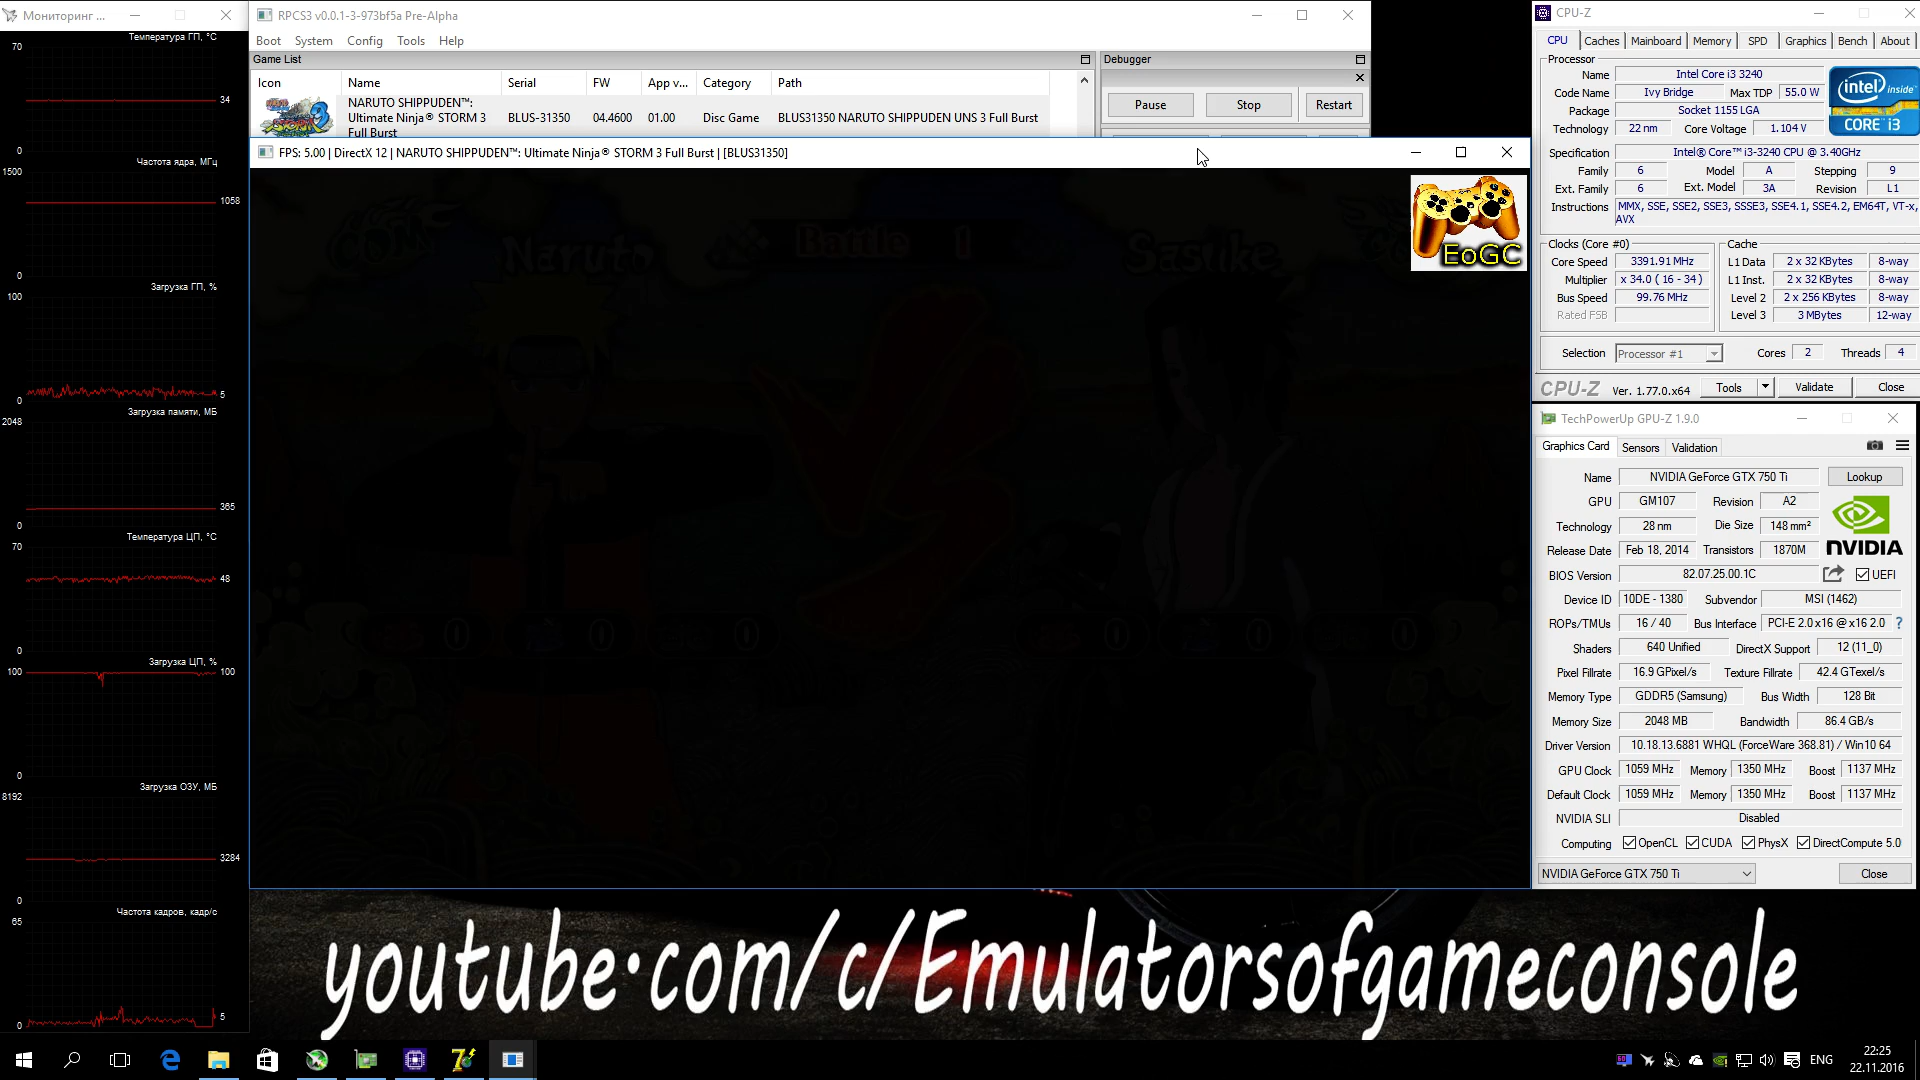 Мониторинг ...
Температура ГП, °C
70
34
0
Частота ядра, МГц
1500
1058
0
Загрузка ГП, %
100
5
0
Загрузка памяти, МБ
2048
365
0
Температура ЦП, °C
70
48
0
Загрузка ЦП, %
100
100
0
Загрузка ОЗУ, МБ
8192
3284
0
Частота кадров, кадр/с
65
5
0
RPCS3 v0.0.1-3-973bf5a Pre-Alpha
Boot System Config Tools Help
Game List
Icon Name Serial FW App v... Category Path
NARUTO SHIPPUDEN™:
Ultimate Ninja® STORM 3 BLUS-31350 04.4600 01.00 Disc Game BLUS31350 NARUTO SHIPPUDEN UNS 3 Full Burst
Full Burst
Debugger
Pause Stop Restart
FPS: 5.00 | DirectX 12 | NARUTO SHIPPUDEN™: Ultimate Ninja® STORM 3 Full Burst | [BLUS31350]
EoGC
Naruto Battle 1 Sasuke
0 0 0 0 0 0
CPU-Z
CPU Caches Mainboard Memory SPD Graphics Bench About
Processor
Name Intel Core i3 3240
Code Name Ivy Bridge Max TDP 55.0 W
Package Socket 1155 LGA
Technology 22 nm Core Voltage 1.104 V
intel inside™
CORE i3
Specification Intel® Core™ i3-3240 CPU @ 3.40GHz
Family 6 Model A Stepping 9
Ext. Family 6 Ext. Model 3A Revision L1
Instructions MMX, SSE, SSE2, SSE3, SSSE3, SSE4.1, SSE4.2, EM64T, VT-x,
AVX
Clocks (Core #0) Cache
Core Speed 3391.91 MHz L1 Data 2 x 32 KBytes 8-way
Multiplier x 34.0 ( 16 - 34 ) L1 Inst. 2 x 32 KBytes 8-way
Bus Speed 99.76 MHz Level 2 2 x 256 KBytes 8-way
Rated FSB Level 3 3 MBytes 12-way
Selection Processor #1 Cores 2 Threads 4
CPU-Z Ver. 1.77.0.x64 Tools Validate Close
TechPowerUp GPU-Z 1.9.0
Graphics Card Sensors Validation
Name NVIDIA GeForce GTX 750 Ti Lookup
GPU GM107 Revision A2
Technology 28 nm Die Size 148 mm²
Release Date Feb 18, 2014 Transistors 1870M
NVIDIA
BIOS Version 82.07.25.00.1C UEFI
Device ID 10DE - 1380 Subvendor MSI (1462)
ROPs/TMUs 16 / 40 Bus Interface PCI-E 2.0 x16 @ x16 2.0 ?
Shaders 640 Unified DirectX Support 12 (11_0)
Pixel Fillrate 16.9 GPixel/s Texture Fillrate 42.4 GTexel/s
Memory Type GDDR5 (Samsung) Bus Width 128 Bit
Memory Size 2048 MB Bandwidth 86.4 GB/s
Driver Version 10.18.13.6881 WHQL (ForceWare 368.81) / Win10 64
GPU Clock 1059 MHz Memory 1350 MHz Boost 1137 MHz
Default Clock 1059 MHz Memory 1350 MHz Boost 1137 MHz
NVIDIA SLI Disabled
Computing OpenCL CUDA PhysX DirectCompute 5.0
NVIDIA GeForce GTX 750 Ti Close
youtube.com/c/Emulatorsofgameconsole
ENG
22:25
22.11.2016